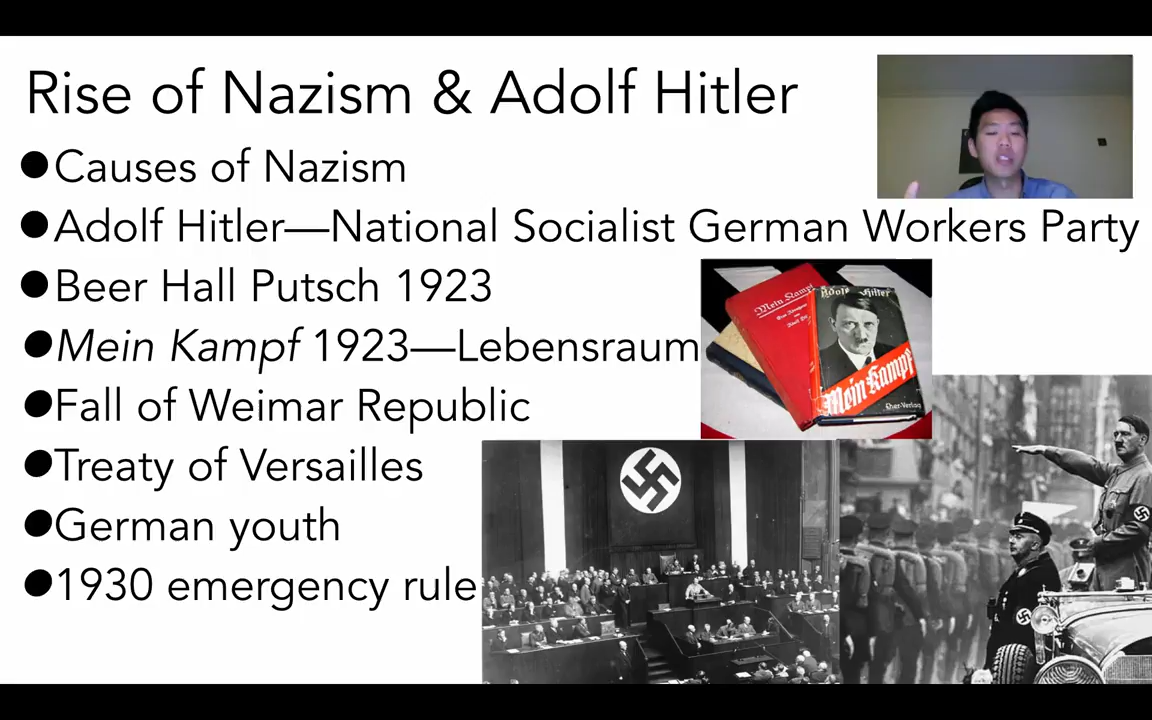 Rise of Nazism & Adolf Hitler
●Causes of Nazism
●Adolf Hitler—National Socialist German Workers Party
●Beer Hall Putsch 1923
●Mein Kampf 1923—Lebensraum
●Fall of Weimar Republic
●Treaty of Versailles
●German youth
●1930 emergency rule
Mein Kampf
Adolf Hitler
Mein Kampf